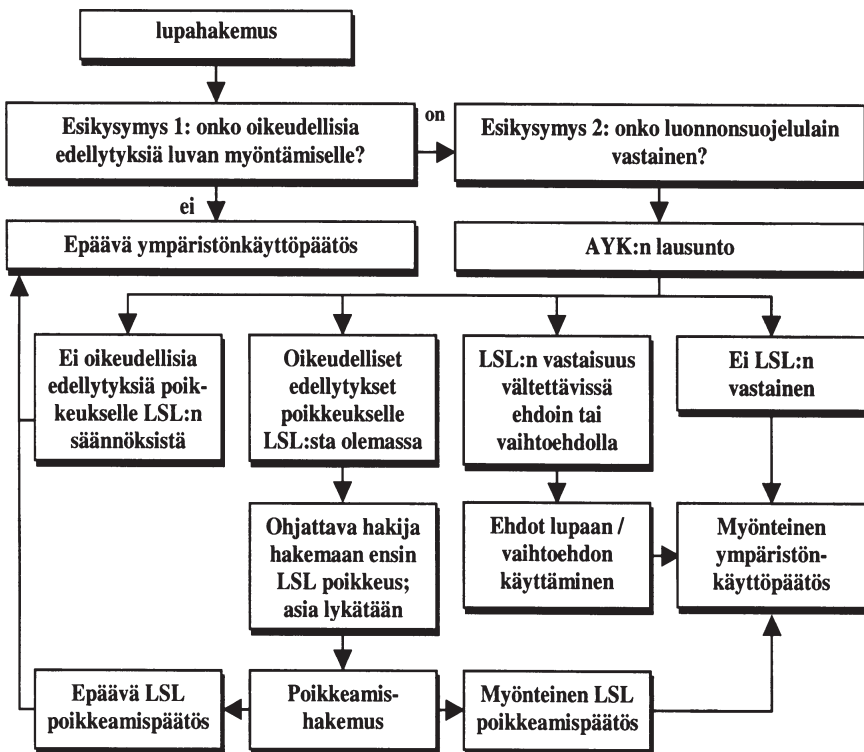 lupahakemus
Esikysymys 1: onko oikeudellisia
edellytyksiä luvan myöntämiselle?
on
Esikysymys 2: onko luonnonsuojelulain
vastainen?
ei
Epäävä ympäristönkäyttöpäätös
AYK:n lausunto
Ei oikeudellisia
edellytyksiä poik-
keukselle LSL:n
säännöksistä
Oikeudelliset
edellytykset
poikkeukselle
LSL:sta olemassa
LSL:n vastaisuus
vältettävissä
ehdoin tai
vaihtoehdolla
Ei LSL:n
vastainen
Ohjattava hakija
hakemaan ensin
LSL poikkeus;
asia lykätään
Ehdot lupaan /
vaihtoehdon
käyttäminen
Myönteinen
ympäristön-
käyttöpäätös
Epäävä LSL
poikkeamispäätös
Poikkeamis-
hakemus
Myönteinen LSL
poikkeamispäätös